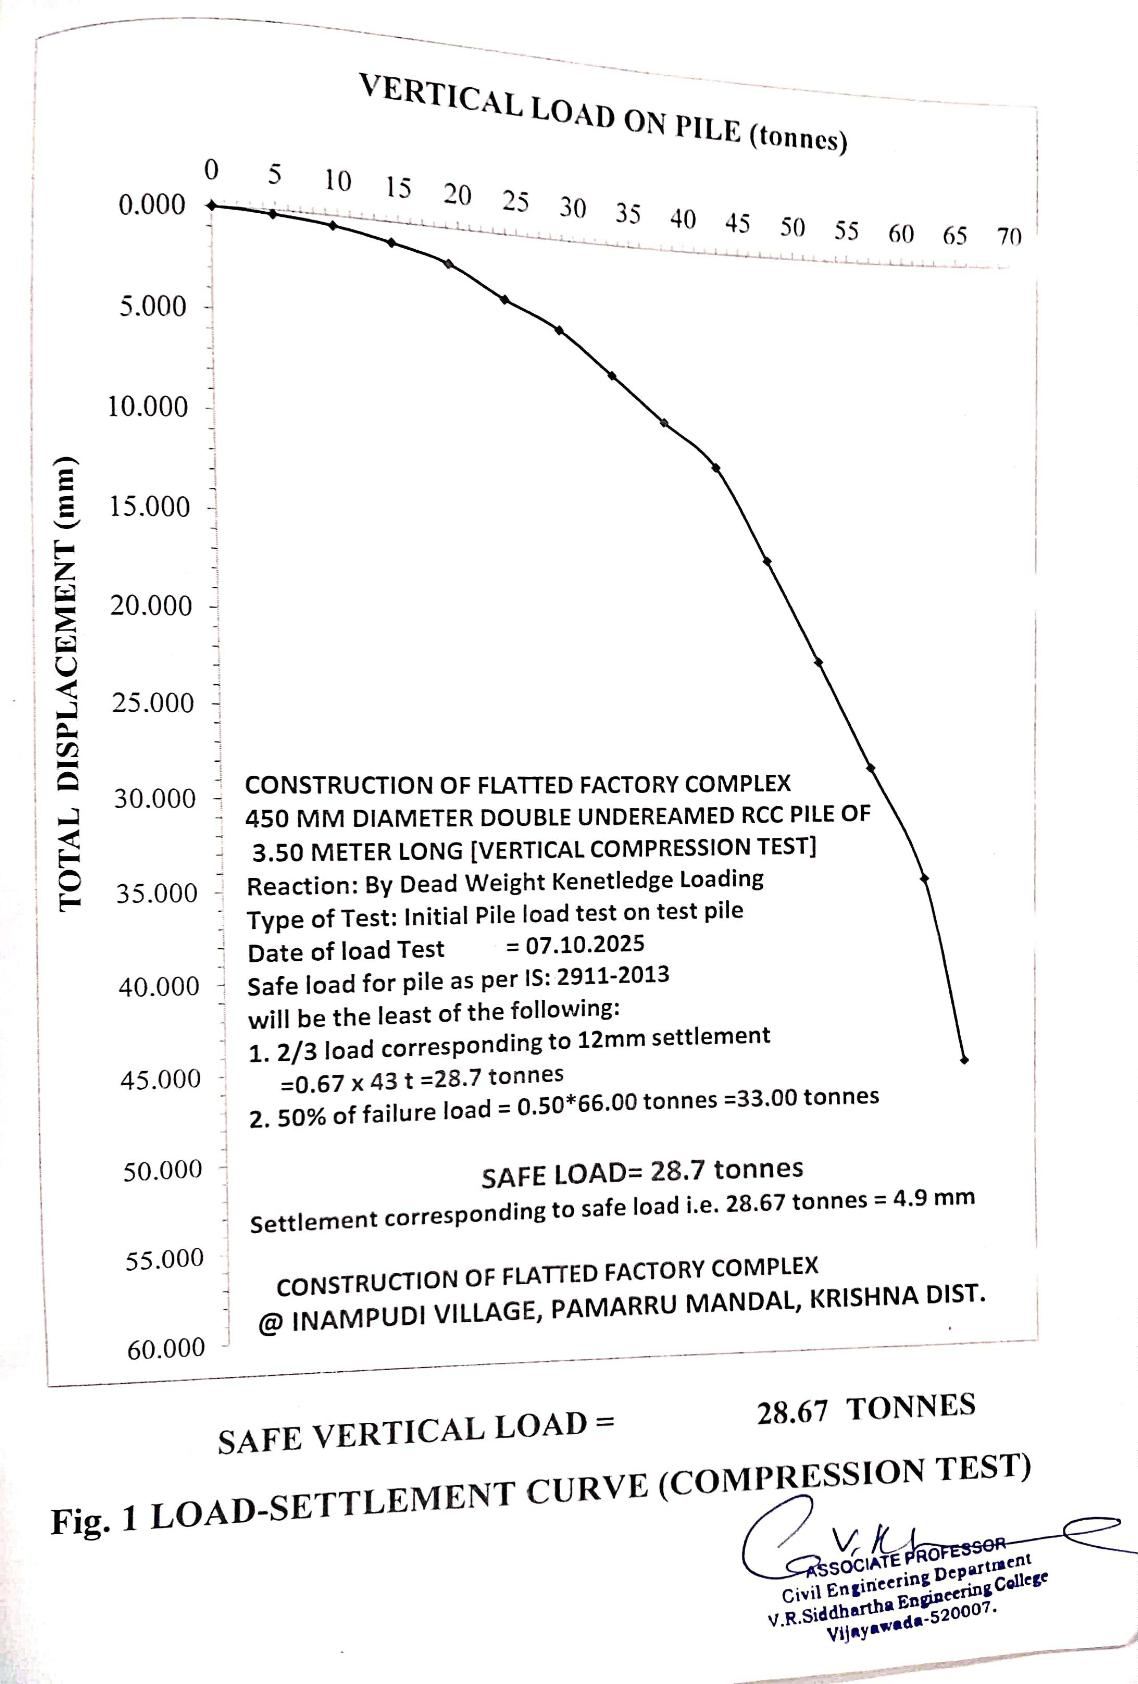 VERTICAL LOAD ON PILE (tonnes)
0 5 10 15 20 25 30 35 40 45 50 55 60 65 70
TOTAL DISPLACEMENT (mm)
0.000
5.000
10.000
15.000
20.000
25.000
30.000
35.000
40.000
45.000
50.000
55.000
60.000
CONSTRUCTION OF FLATTED FACTORY COMPLEX
450 MM DIAMETER DOUBLE UNDEREAMED RCC PILE OF
3.50 METER LONG [VERTICAL COMPRESSION TEST]
Reaction: By Dead Weight Kenetledge Loading
Type of Test: Initial Pile load test on test pile
Date of load Test = 07.10.2025
Safe load for pile as per IS: 2911-2013
will be the least of the following:
1. 2/3 load corresponding to 12mm settlement
=0.67 x 43 t =28.7 tonnes
2. 50% of failure load = 0.50*66.00 tonnes =33.00 tonnes
SAFE LOAD= 28.7 tonnes
Settlement corresponding to safe load i.e. 28.67 tonnes = 4.9 mm
CONSTRUCTION OF FLATTED FACTORY COMPLEX
@ INAMPUDI VILLAGE, PAMARRU MANDAL, KRISHNA DIST.
SAFE VERTICAL LOAD = 28.67 TONNES
Fig. 1 LOAD-SETTLEMENT CURVE (COMPRESSION TEST)
ASSOCIATE PROFESSOR
Civil Engineering Department
V.R.Siddhartha Engineering College
Vijayawada-520007.